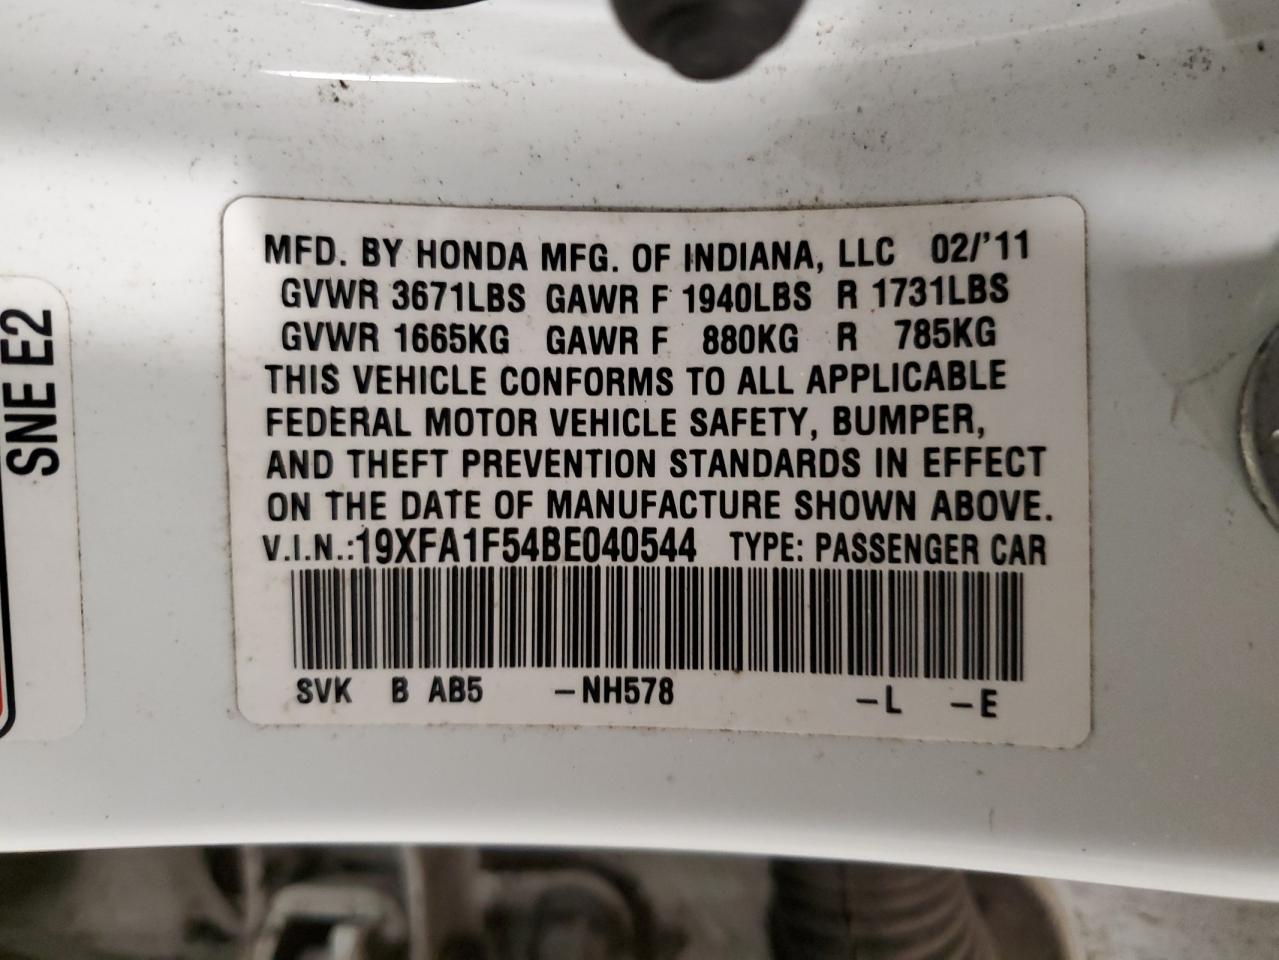 MFD. BY HONDA MFG. OF INDIANA, LLC 02/'11
GVWR 3671LBS GAWR F 1940LBS R 1731LBS
GVWR 1665KG GAWR F 880KG R 785KG
THIS VEHICLE CONFORMS TO ALL APPLICABLE
FEDERAL MOTOR VEHICLE SAFETY, BUMPER,
AND THEFT PREVENTION STANDARDS IN EFFECT
ON THE DATE OF MANUFACTURE SHOWN ABOVE.
V.I.N.:19XFA1F54BE040544 TYPE: PASSENGER CAR
SVK B AB5 -NH578 -L -E
SNE E2